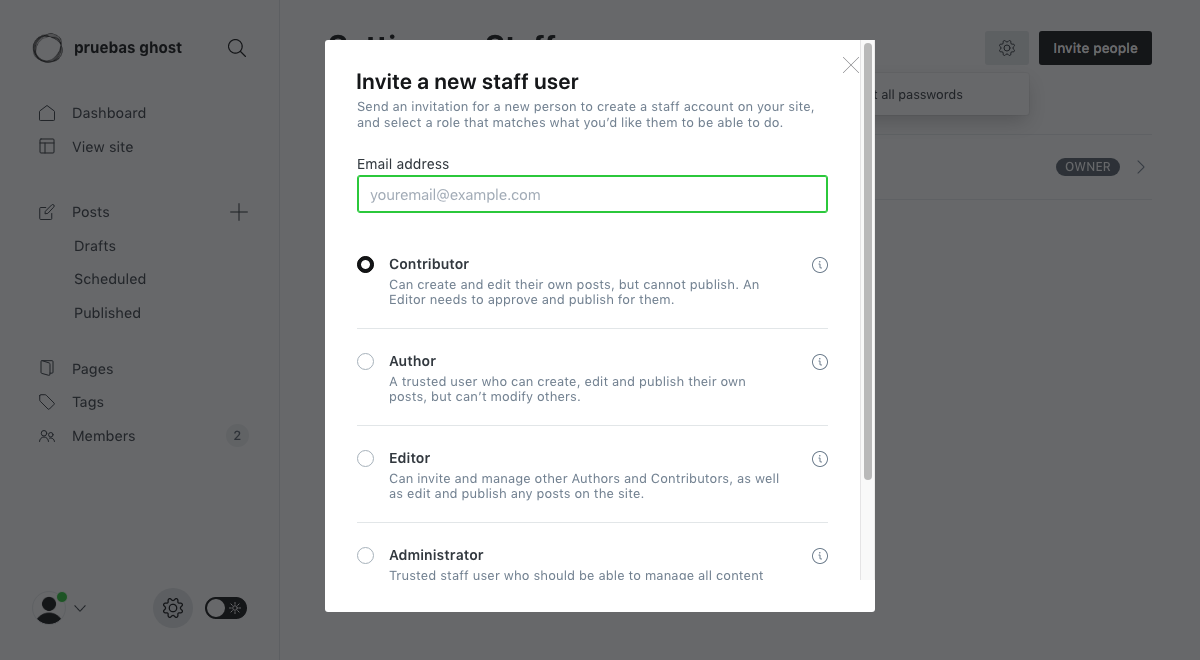 pruebas ghost
Dashboard
View site
Posts
Drafts
Scheduled
Published
Pages
Tags
Members
2
Invite people
all passwords
OWNER
Invite a new staff user
Send an invitation for a new person to create a staff account on your site,
and select a role that matches what you’d like them to be able to do.
Email address
youremail@example.com
Contributor
Can create and edit their own posts, but cannot publish. An
Editor needs to approve and publish for them.
Author
A trusted user who can create, edit and publish their own
posts, but can’t modify others.
Editor
Can invite and manage other Authors and Contributors, as well
as edit and publish any posts on the site.
Administrator
Trusted staff user who should be able to manage all content